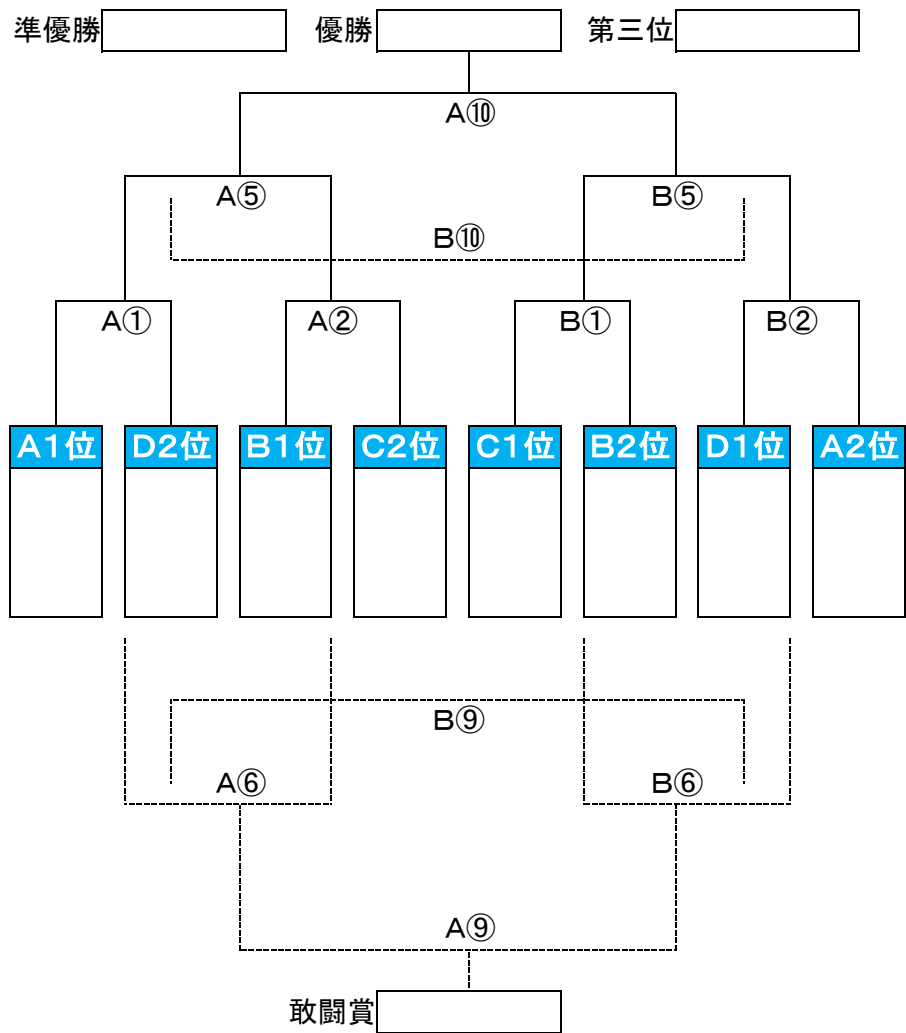 準優勝 優勝 第三位
A⑩
A⑤ B⑤
B⑩
A① A② B① B②
A1位 D2位 B1位 C2位 C1位 B2位 D1位 A2位
B⑨
A⑥ B⑥
A⑨
敢闘賞